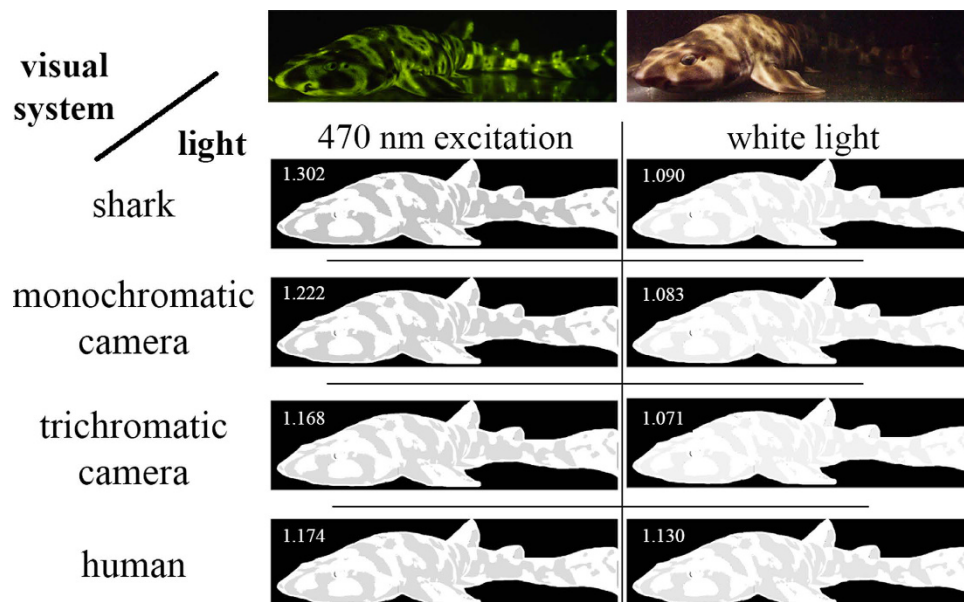 visual
system
light
470 nm excitation
white light
shark
1.302
1.090
monochromatic
camera
1.222
1.083
trichromatic
camera
1.168
1.071
human
1.174
1.130